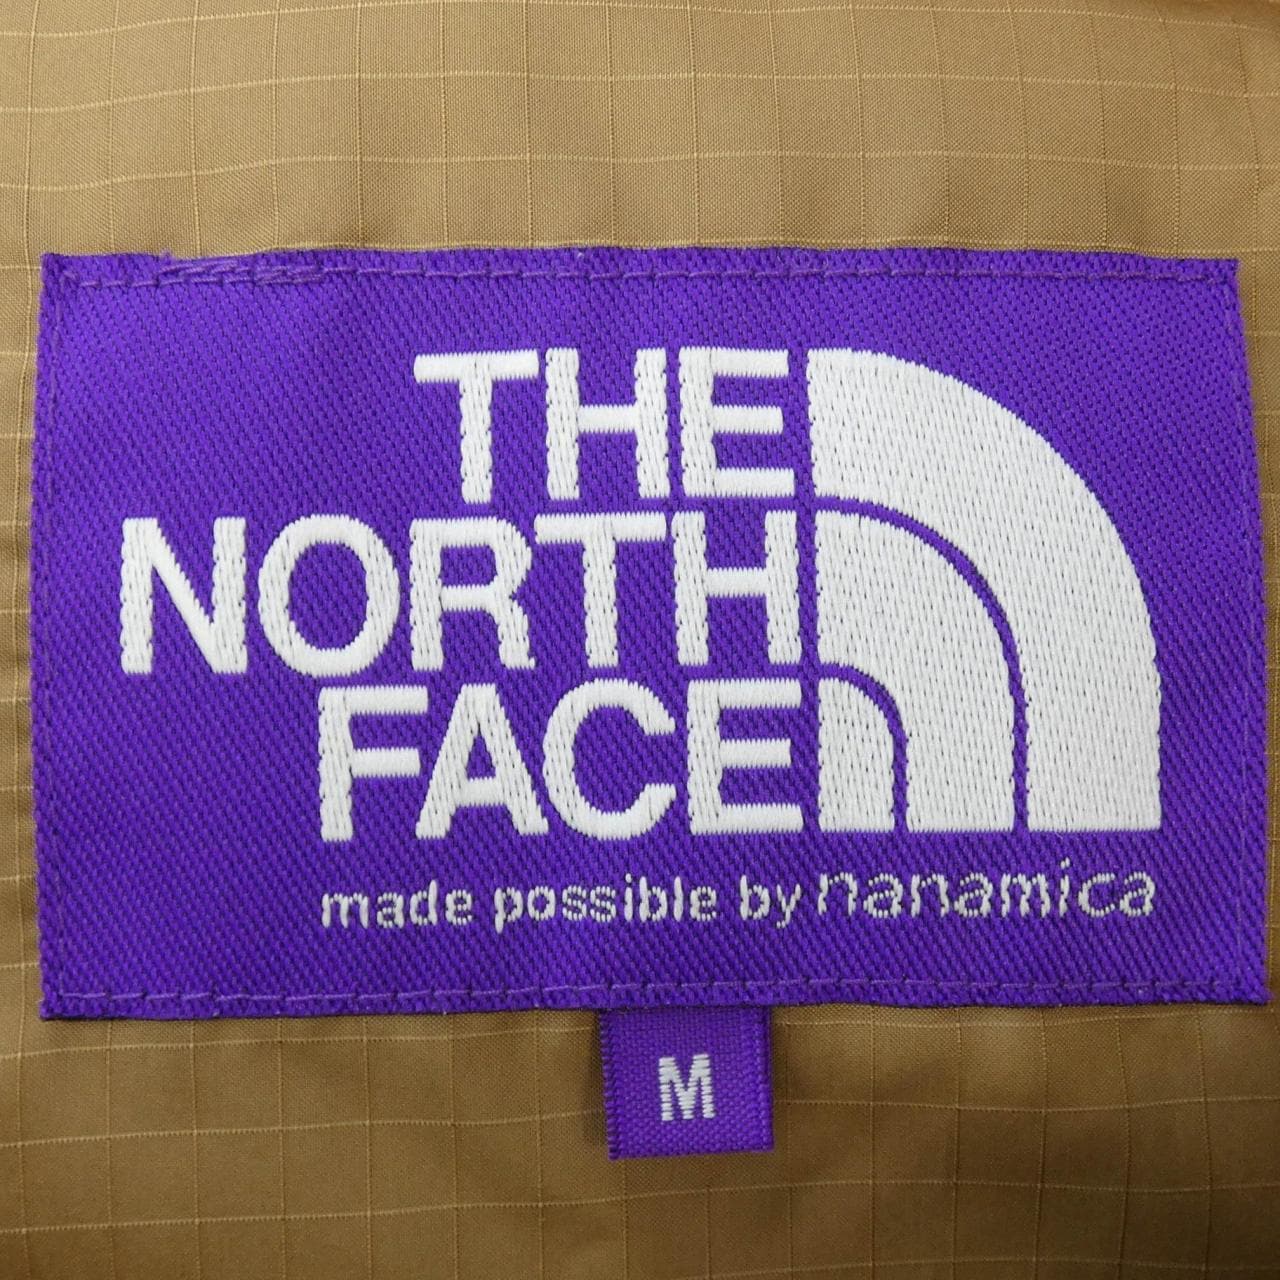 THE
NORTH
FACE
made possible by nanamica
M